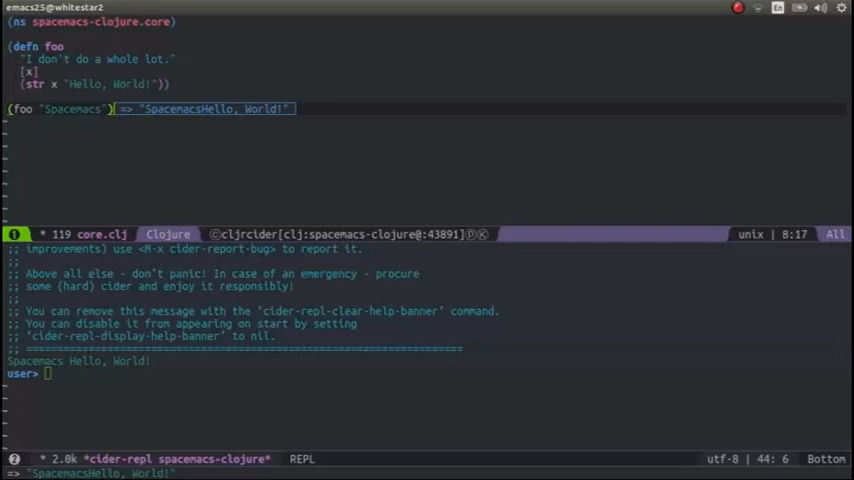 emacs25@whitestar2
En
(ns spacemacs-clojure.core)
(defn foo
"I don't do a whole lot."
[x]
(str x "Hello, World!"))
(foo "Spacemacs") => "SpacemacsHello, World!"
~
~
~
~
~
~
~
~
~
1 * 119 core.clj Clojure ⓒcljrcider[clj:spacemacs-clojure@:43891]ⓟⓀ unix | 8:17 All
;; improvements) use <M-x cider-report-bug> to report it.
;;
;; Above all else - don't panic! In case of an emergency - procure
;; some (hard) cider and enjoy it responsibly!
;;
;; You can remove this message with the ‘cider-repl-clear-help-banner’ command.
;; You can disable it from appearing on start by setting
;; ‘cider-repl-display-help-banner’ to nil.
;; ======================================================================
Spacemacs Hello, World!
user>
~
~
~
~
~
~
2 * 2.0k *cider-repl spacemacs-clojure* REPL utf-8 | 44: 6 Bottom
=> "SpacemacsHello, World!"